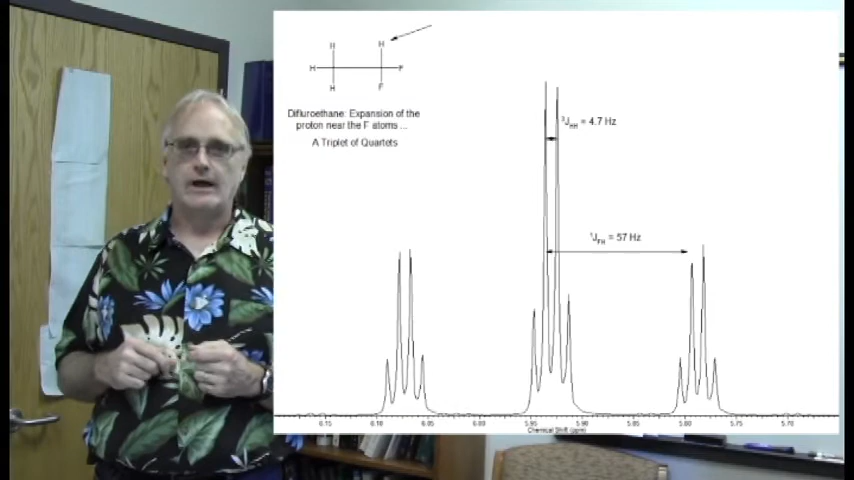 H H
H F
H F
Difluroethane: Expansion of the
proton near the F atoms ...
A Triplet of Quartets
³J_HH = 4.7 Hz
J_FH = 57 Hz
6.15 6.10 6.05 6.00 5.95 5.90 5.85 5.80 5.75 5.70
Chemical Shift (ppm)